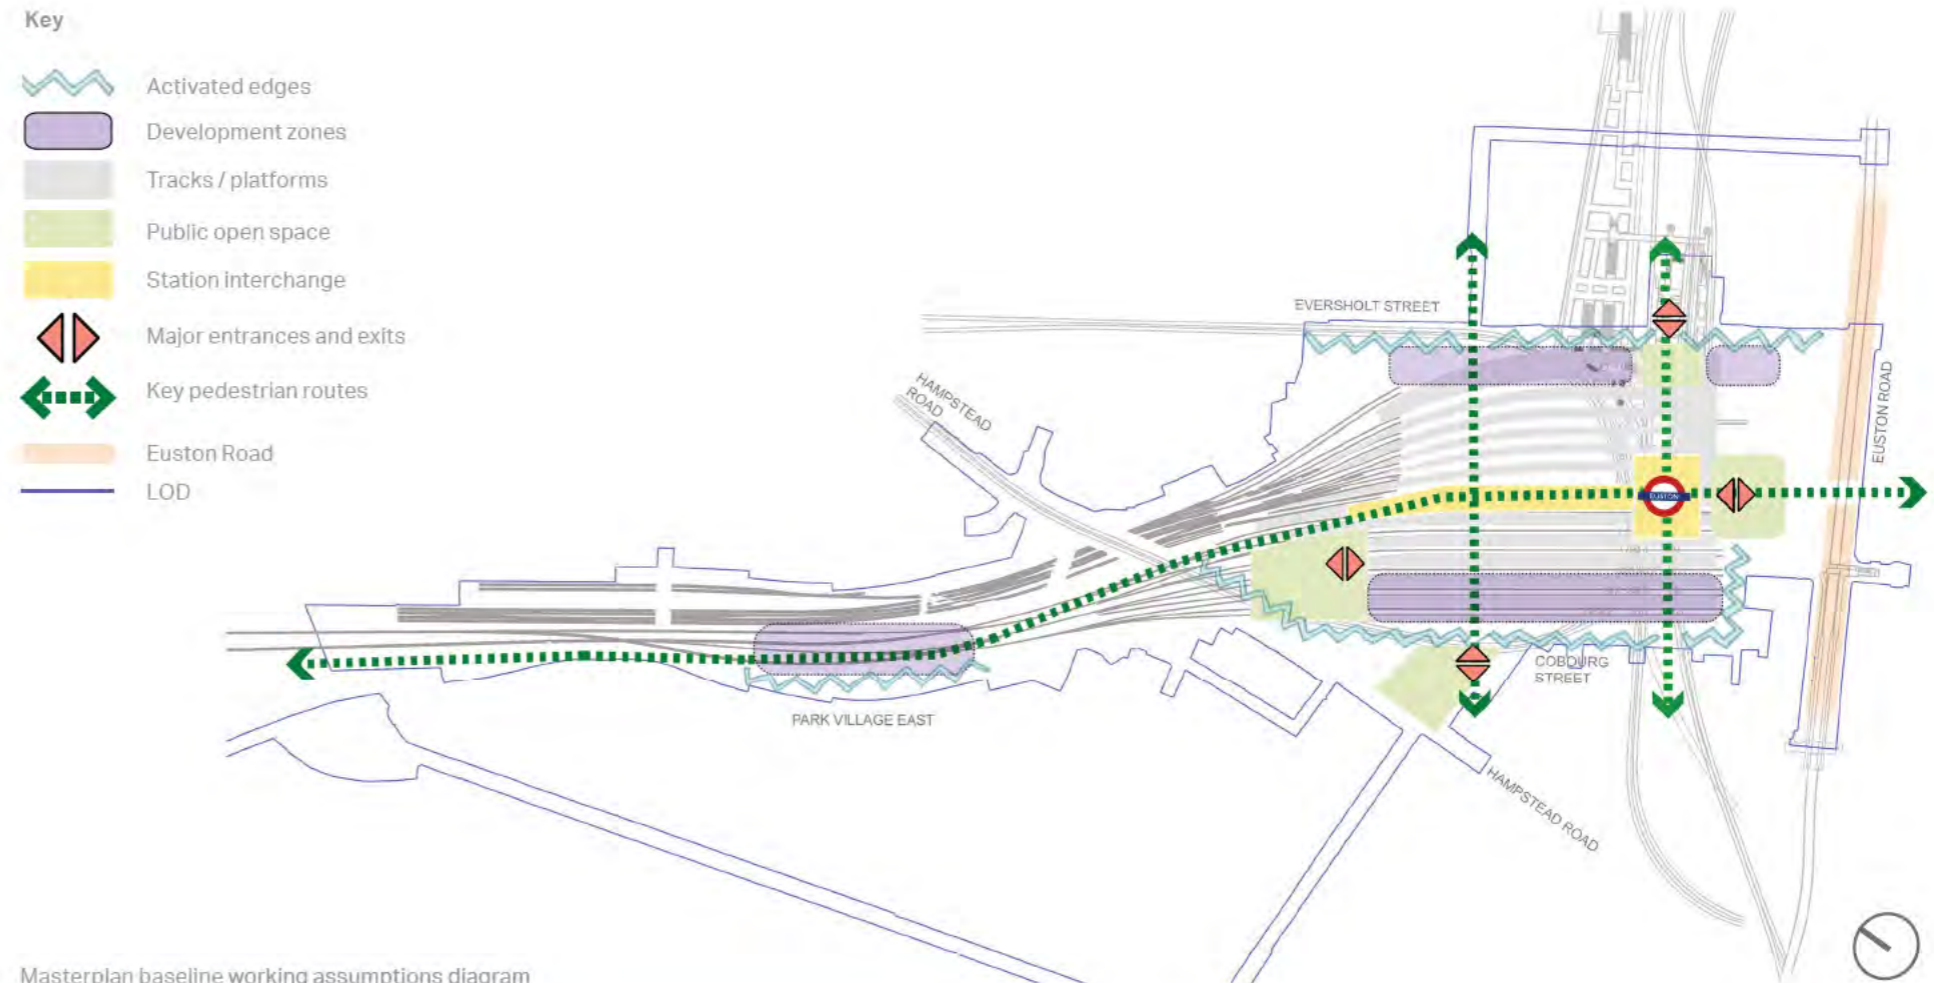 Key
Activated edges
Development zones
Tracks / platforms
Public open space
Station interchange
Major entrances and exits
Key pedestrian routes
Euston Road
LOD
EVERSHOLT STREET
HAMPSTEAD
ROAD
EUSTON ROAD
EUSTON
COBOURG
STREET
PARK VILLAGE EAST
HAMPSTEAD ROAD
Masterplan baseline working assumptions diagram